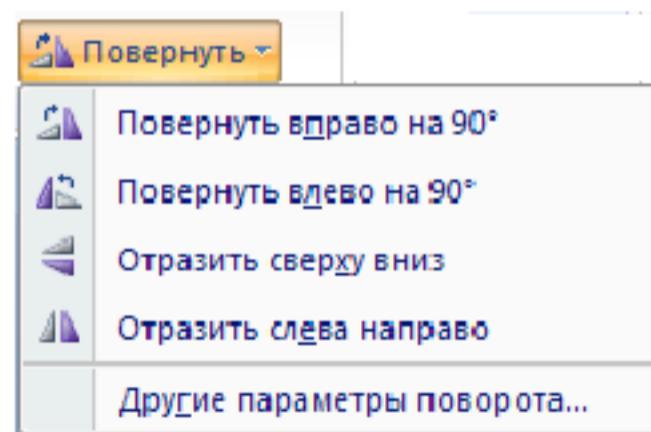 Повернуть
Повернуть вправо на 90°
Повернуть влево на 90°
Отразить сверху вниз
Отразить слева направо
Другие параметры поворота...